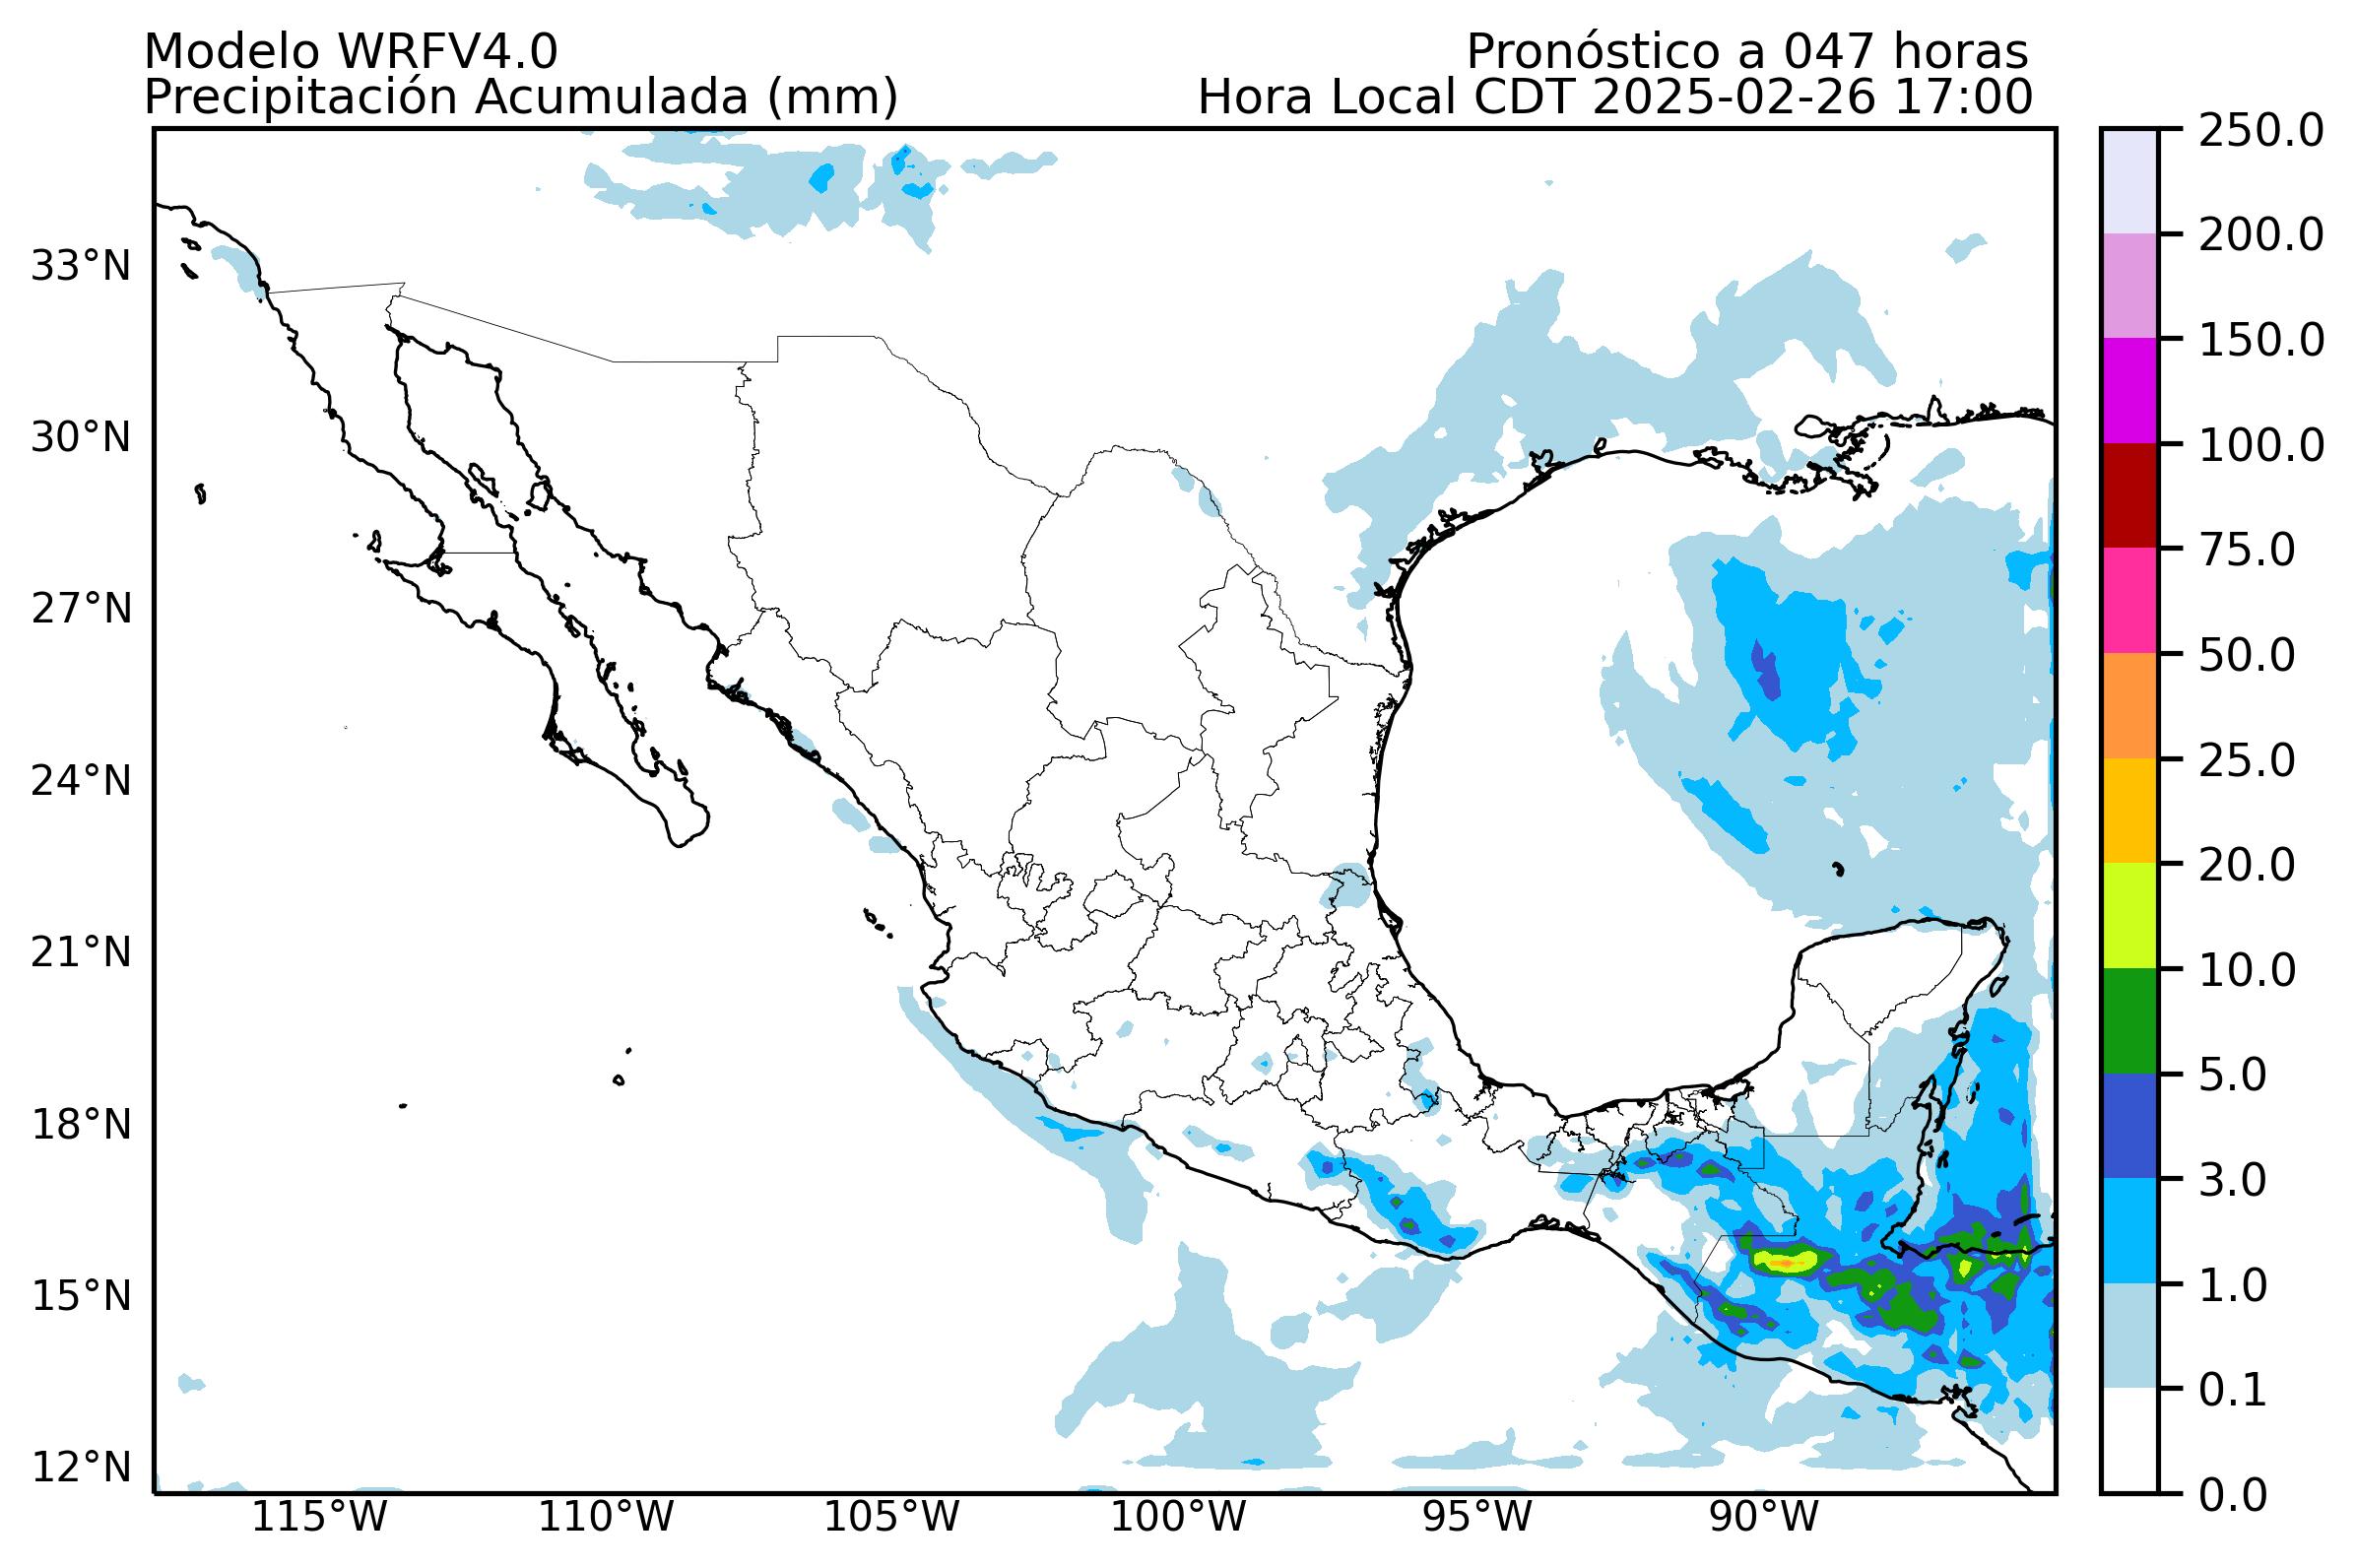 Modelo WRFV4.0
Pronóstico a 047 horas
Precipitación Acumulada (mm)
Hora Local CDT 2025-02-26 17:00
33°N
30°N
27°N
24°N
21°N
18°N
15°N
12°N
115°W
110°W
105°W
100°W
95°W
90°W
250.0
200.0
150.0
100.0
75.0
50.0
25.0
20.0
10.0
5.0
3.0
1.0
0.1
0.0